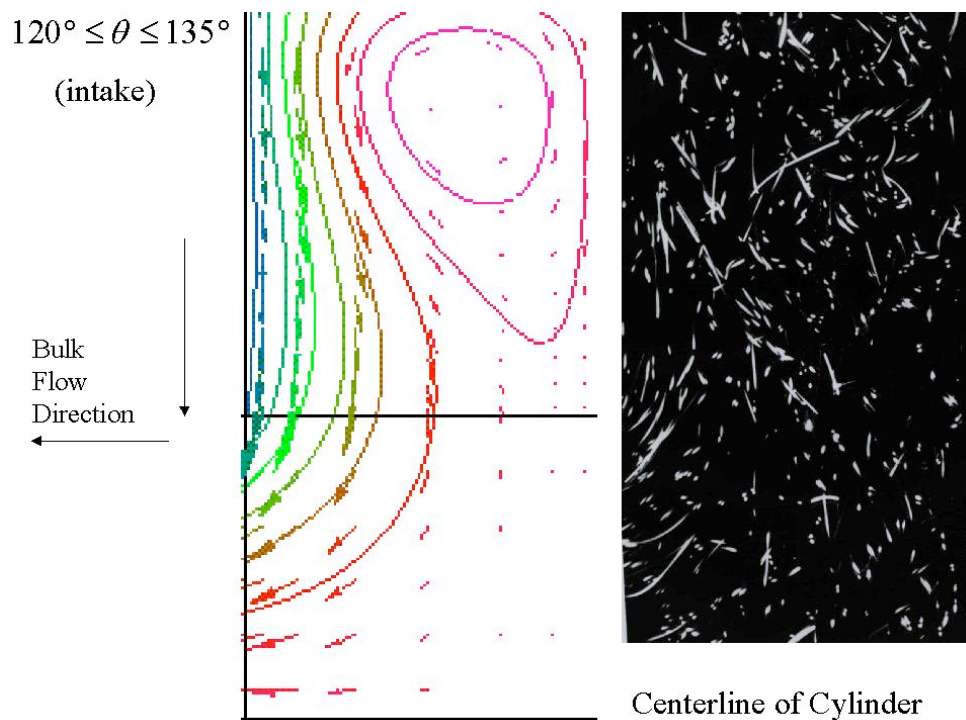 120° ≤ θ ≤ 135°
(intake)
Bulk
Flow
Direction
Centerline of Cylinder